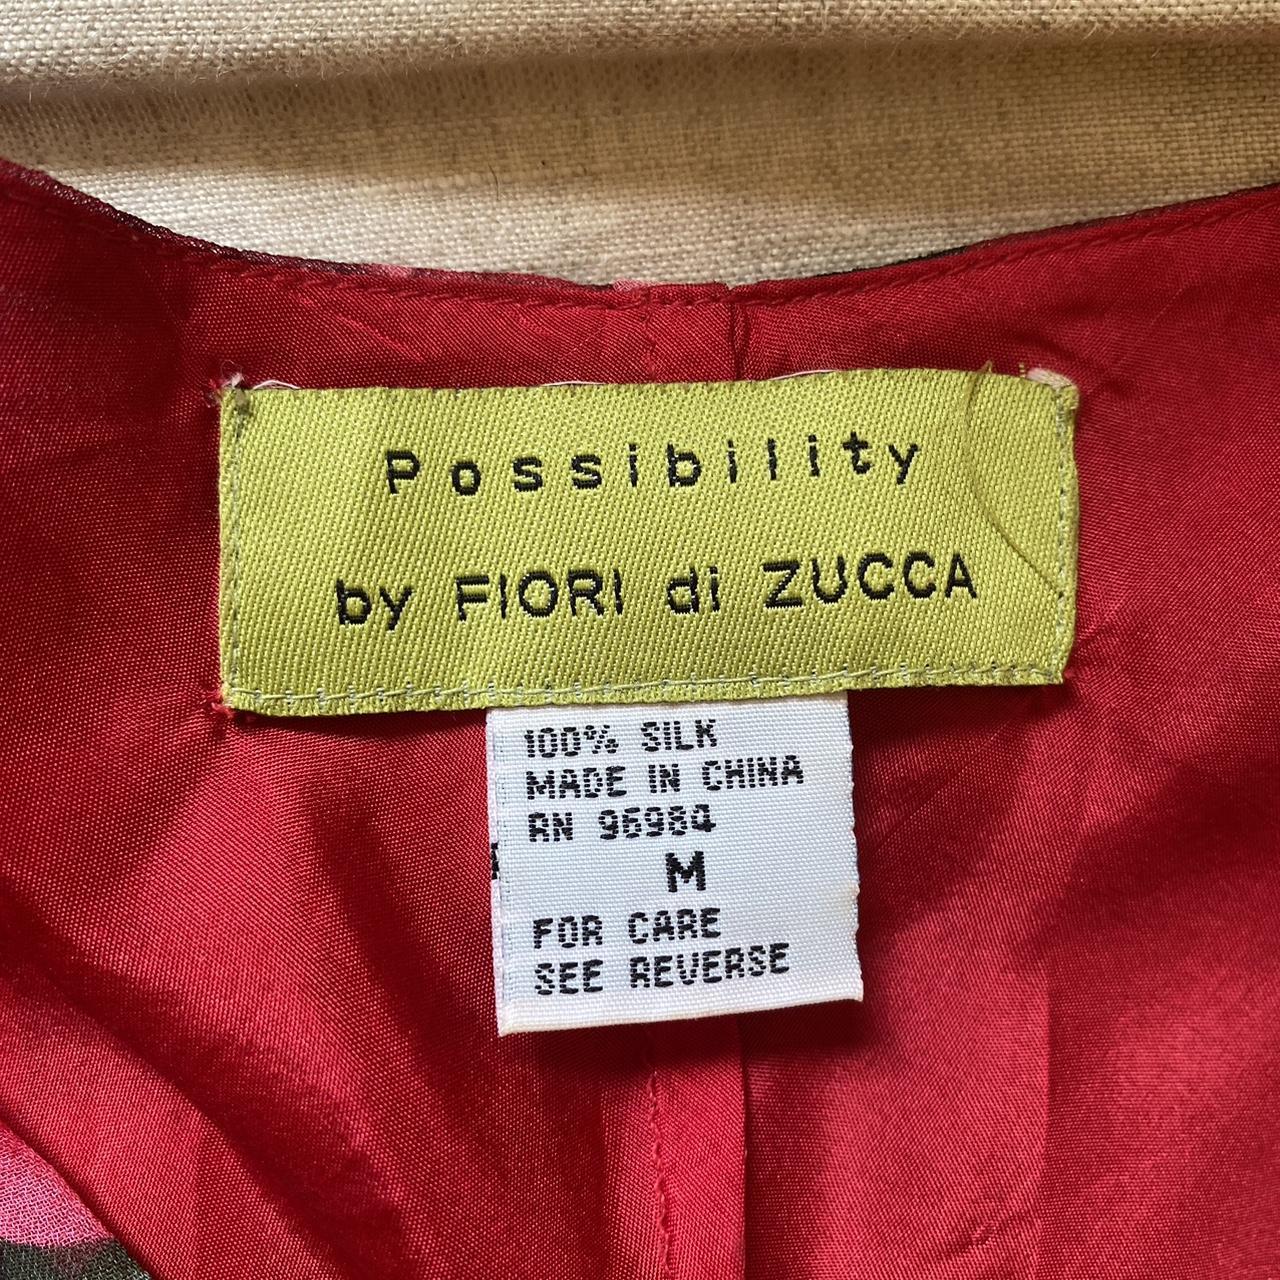 Possibility
by FIORI di ZUCCA
100% SILK
MADE IN CHINA
RN 96984
M
FOR CARE
SEE REVERSE